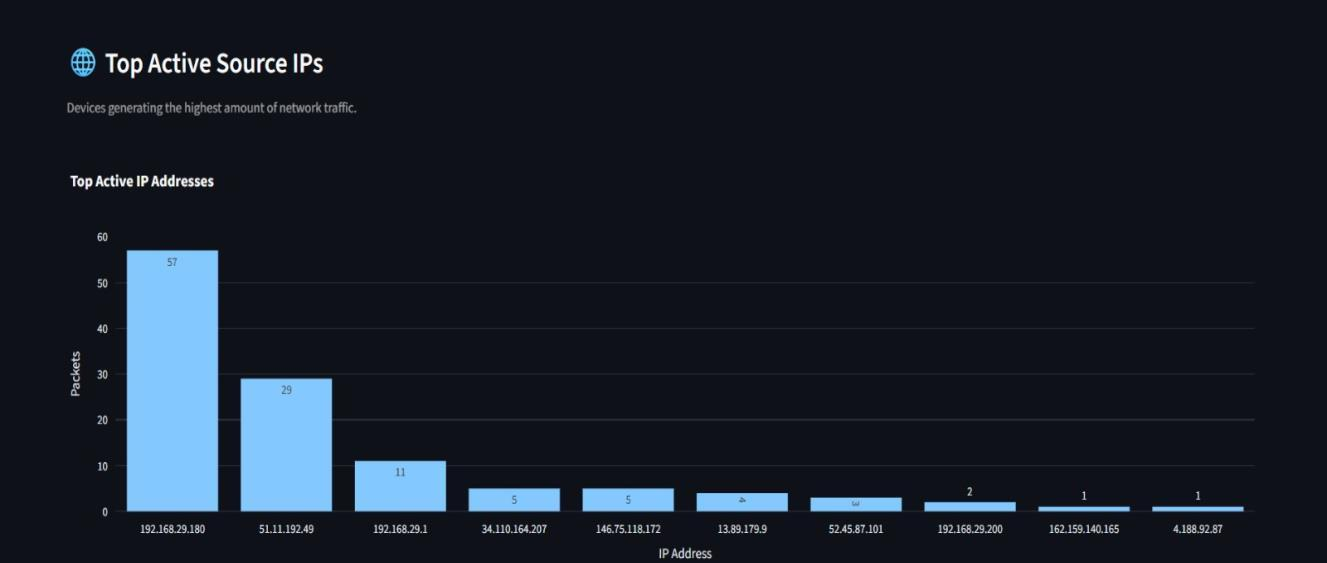 Top Active Source IPs
Devices generating the highest amount of network traffic.
Top Active IP Addresses
60
50
40
30
20
10
0
Packets
57
29
11
5
5
4
3
2
1
1
192.168.29.180 51.11.192.49 192.168.29.1 34.110.164.207 146.75.118.172 13.89.179.9 52.45.87.101 192.168.29.200 162.159.140.165 4.188.92.87
IP Address